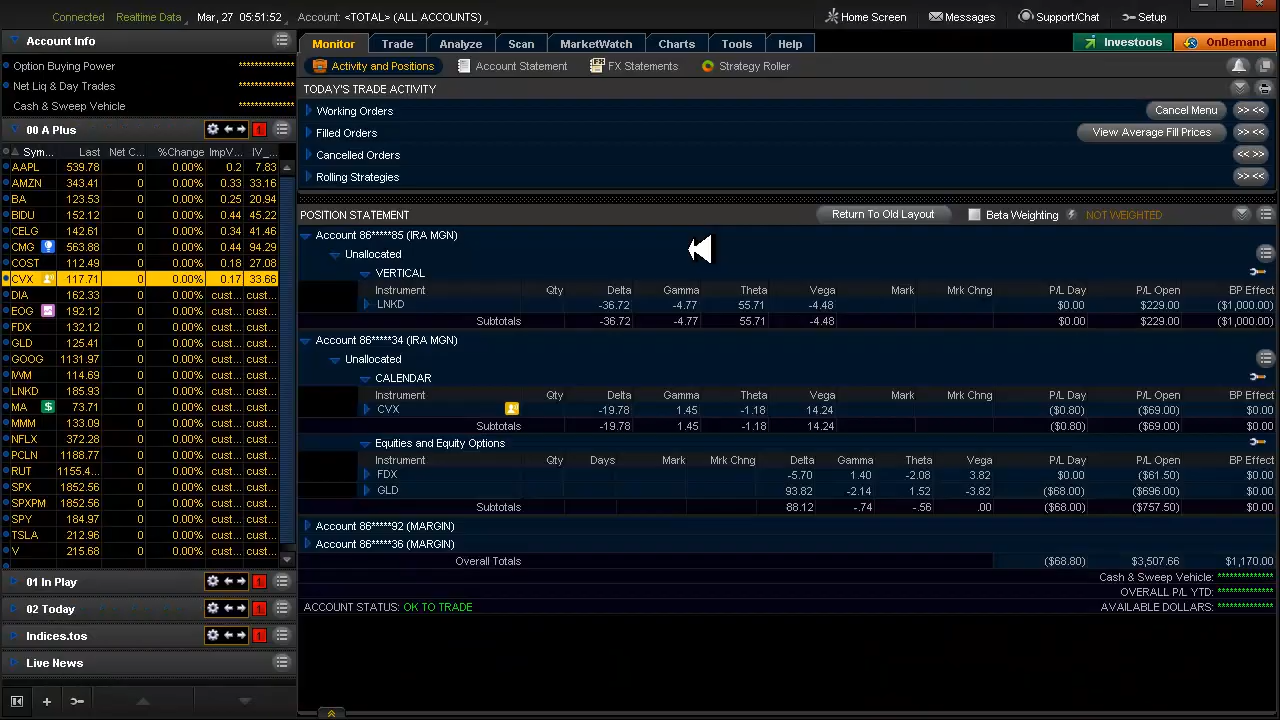 Connected Realtime Data Mar, 27 05:51:52 Account: <TOTAL> (ALL ACCOUNTS) Home Screen Messages Support/Chat Setup
Account Info
Option Buying Power *************
Net Liq & Day Trades *************
Cash & Sweep Vehicle *************
00 A Plus 1
Sym... Last Net C... %Change ImpV... IV_...
AAPL 539.78 0 0.00% 0.2 7.83
AMZN 343.41 0 0.00% 0.33 33.16
BA 123.53 0 0.00% 0.25 20.94
BIDU 152.12 0 0.00% 0.44 45.22
CELG 142.61 0 0.00% 0.41 34.46
CMG 563.88 0 0.00% 0.44 94.29
COST 112.49 0 0.00% 0.18 27.08
CVX 117.71 0 0.00% 0.17 33.66
DIA 162.33 0 0.00% cust... cust...
EOG 192.12 0 0.00% cust... cust...
FDX 132.12 0 0.00% cust... cust...
GLD 125.41 0 0.00% cust... cust...
GOOG 1131.97 0 0.00% cust... cust...
IWM 114.69 0 0.00% cust... cust...
LNKD 185.93 0 0.00% cust... cust...
MA $ 73.71 0 0.00% cust... cust...
MMM 133.09 0 0.00% cust... cust...
NFLX 372.28 0 0.00% cust... cust...
PCLN 1188.77 0 0.00% cust... cust...
RUT 1155.4... 0 0.00% cust... cust...
SPX 1852.56 0 0.00% cust... cust...
SPXPM 1852.56 0 0.00% cust... cust...
SPY 184.97 0 0.00% cust... cust...
TSLA 212.96 0 0.00% cust... cust...
V 215.68 0 0.00% cust... cust...
01 In Play 1
02 Today 1
Indices.tos 1
Live News
Monitor Trade Analyze Scan MarketWatch Charts Tools Help Investools OnDemand
Activity and Positions Account Statement FX Statements Strategy Roller
TODAY'S TRADE ACTIVITY
Working Orders Cancel Menu >> <<
Filled Orders View Average Fill Prices >> <<
Cancelled Orders << >>
Rolling Strategies >> <<
POSITION STATEMENT Return To Old Layout Beta Weighting NOT WEIGHTED
Account 86*****85 (IRA MGN)
Unallocated
VERTICAL
Instrument Qty Delta Gamma Theta Vega Mark Mrk Chng P/L Day P/L Open BP Effect
LNKD -36.72 -4.77 55.71 -4.48 $0.00 $229.00 ($1,000.00)
Subtotals -36.72 -4.77 55.71 -4.48 $0.00 $229.00 ($1,000.00)
Account 86*****34 (IRA MGN)
Unallocated
CALENDAR
Instrument Qty Delta Gamma Theta Vega Mark Mrk Chng P/L Day P/L Open BP Effect
CVX -19.78 1.45 -1.18 14.24 ($0.80) ($61.50) $0.00
Subtotals -19.78 1.45 -1.18 14.24 $0.00
Equities and Equity Options
Instrument Qty Days Mark Mrk Chng Delta Gamma Theta Vega P/L Day P/L Open BP Effect
FDX -5.70 1.40 -2.08 3.82 $0.00 ($61.50) $0.00
GLD 93.82 -2.14 1.52 -3.82 ($68.00) ($696.00) $0.00
Subtotals 88.12 -.74 -.56 .00 ($68.00) ($757.50) $0.00
Account 86*****92 (MARGIN)
Account 86*****36 (MARGIN)
Overall Totals ($68.80) $3,507.66 $1,170.00
Cash & Sweep Vehicle: *************
OVERALL P/L YTD: *************
ACCOUNT SETUS: OK TO TRADE AVAILABLE DOLLARS: *************